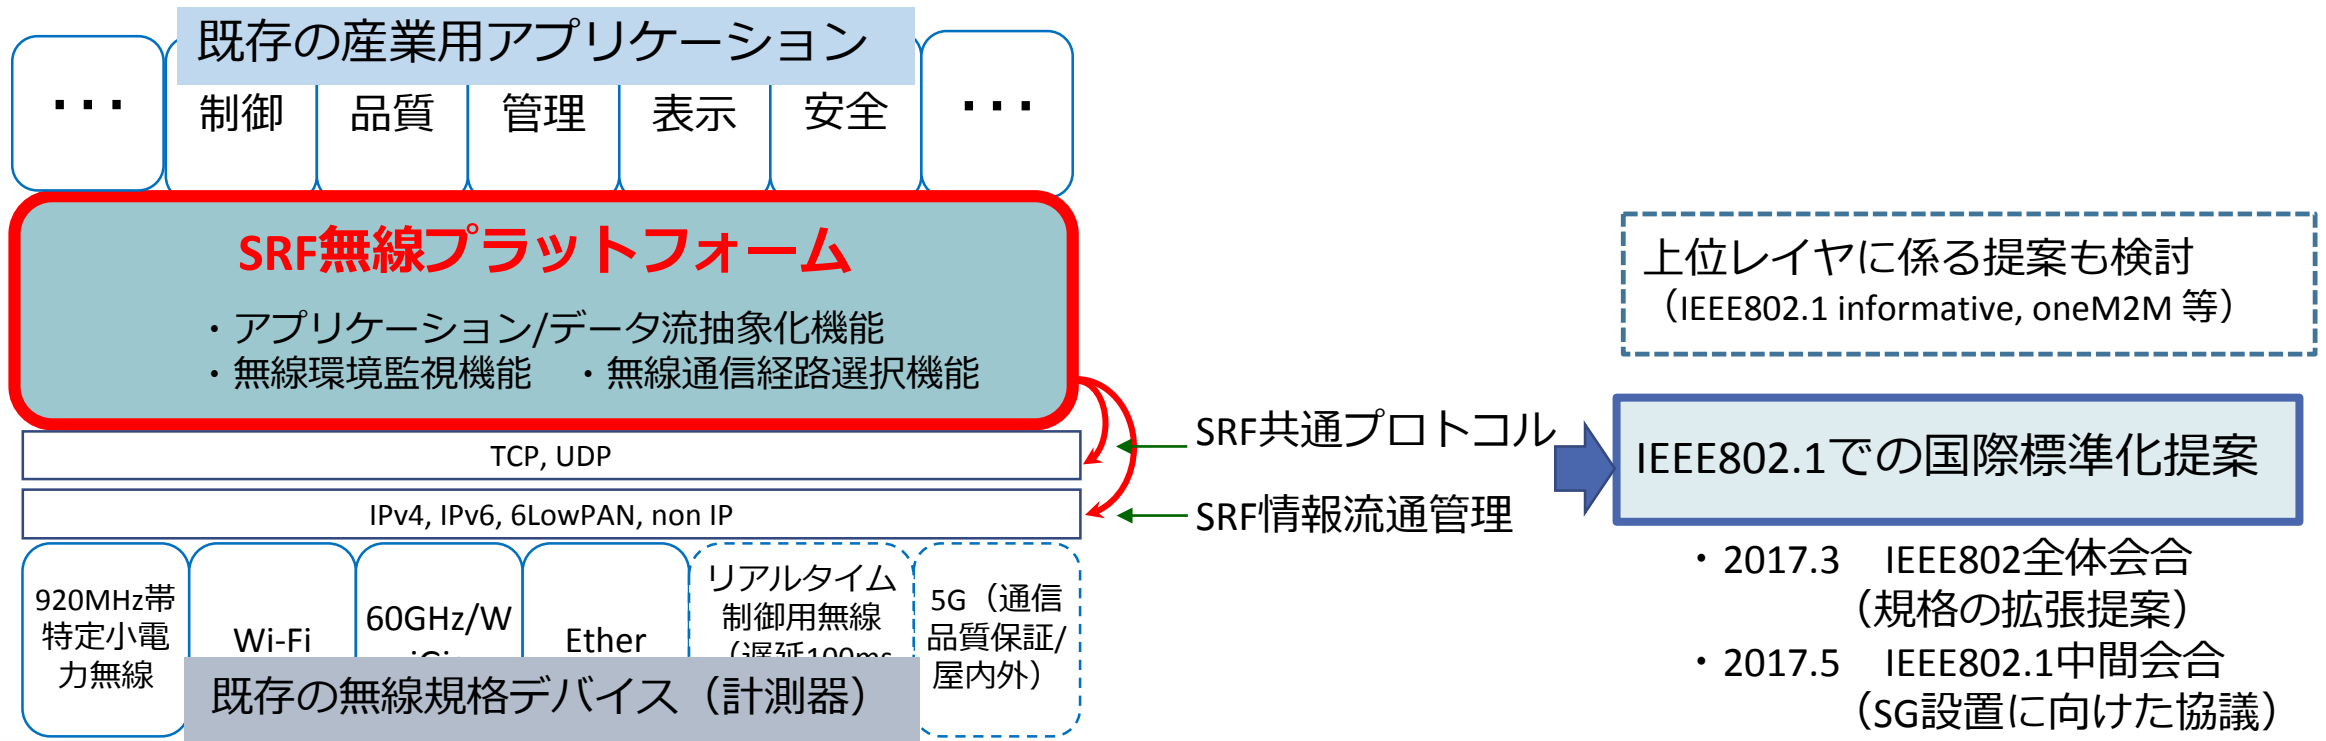 既存の産業用アプリケーション
･･･
制御
品質
管理
表示
安全
･･･
SRF無線プラットフォーム
・アプリケーション/データ流抽象化機能
・無線環境監視機能　・無線通信経路選択機能
TCP, UDP
IPv4, IPv6, 6LowPAN, non IP
920MHz帯
特定小電
力無線
Wi-Fi
60GHz/W
Ether
リアルタイム
制御用無線
（遅延100ms
5G（通信
品質保証/
屋内外）
既存の無線規格デバイス（計測器）
SRF共通プロトコル
SRF情報流通管理
上位レイヤに係る提案も検討
（IEEE802.1 informative, oneM2M 等）
IEEE802.1での国際標準化提案
・2017.3　IEEE802全体会合
（規格の拡張提案）
・2017.5　IEEE802.1中間会合
（SG設置に向けた協議）